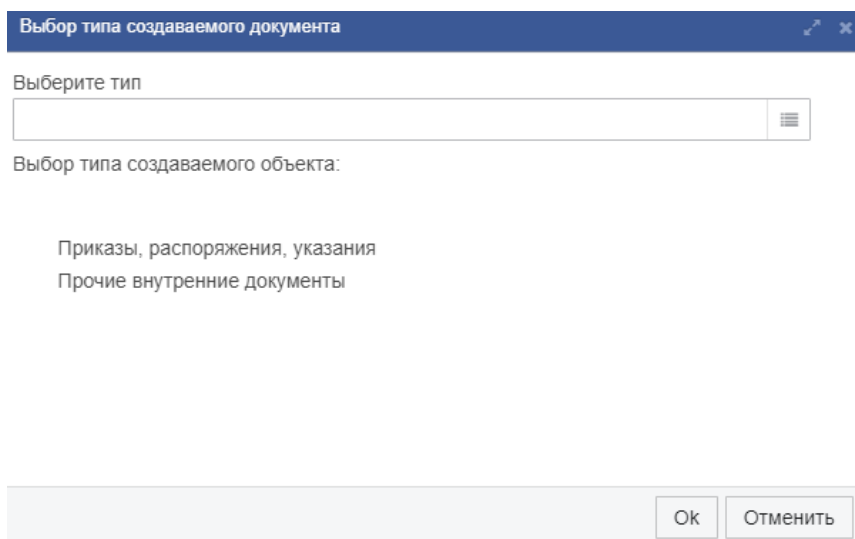 Выбор типа создаваемого документа
Выберите тип
Выбор типа создаваемого объекта:
Приказы, распоряжения, указания
Прочие внутренние документы
Ok Отменить